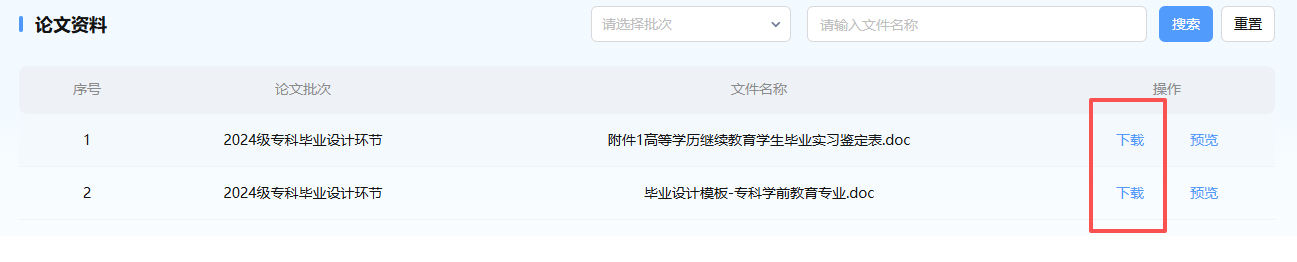 论文资料 请选择批次 请输入文件名称 搜索 重置
序号 论文批次 文件名称 操作
1 2024级专科毕业设计环节 附件1高等学历继续教育学生毕业实习鉴定表.doc 下载 预览
2 2024级专科毕业设计环节 毕业设计模板-专科学前教育专业.doc 下载 预览